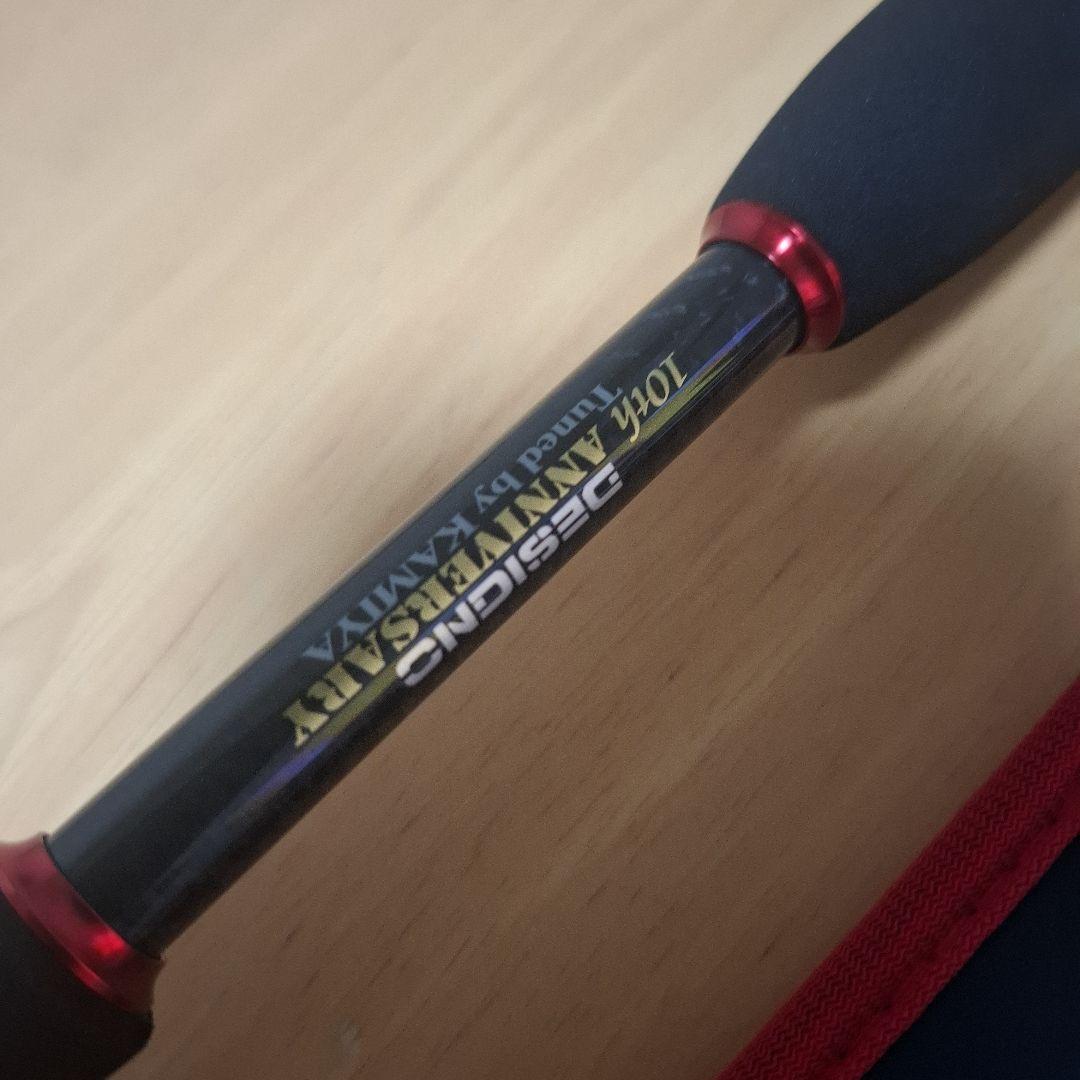 DESIGNO
10th ANNIVERSARY
Tuned by KAMIYA